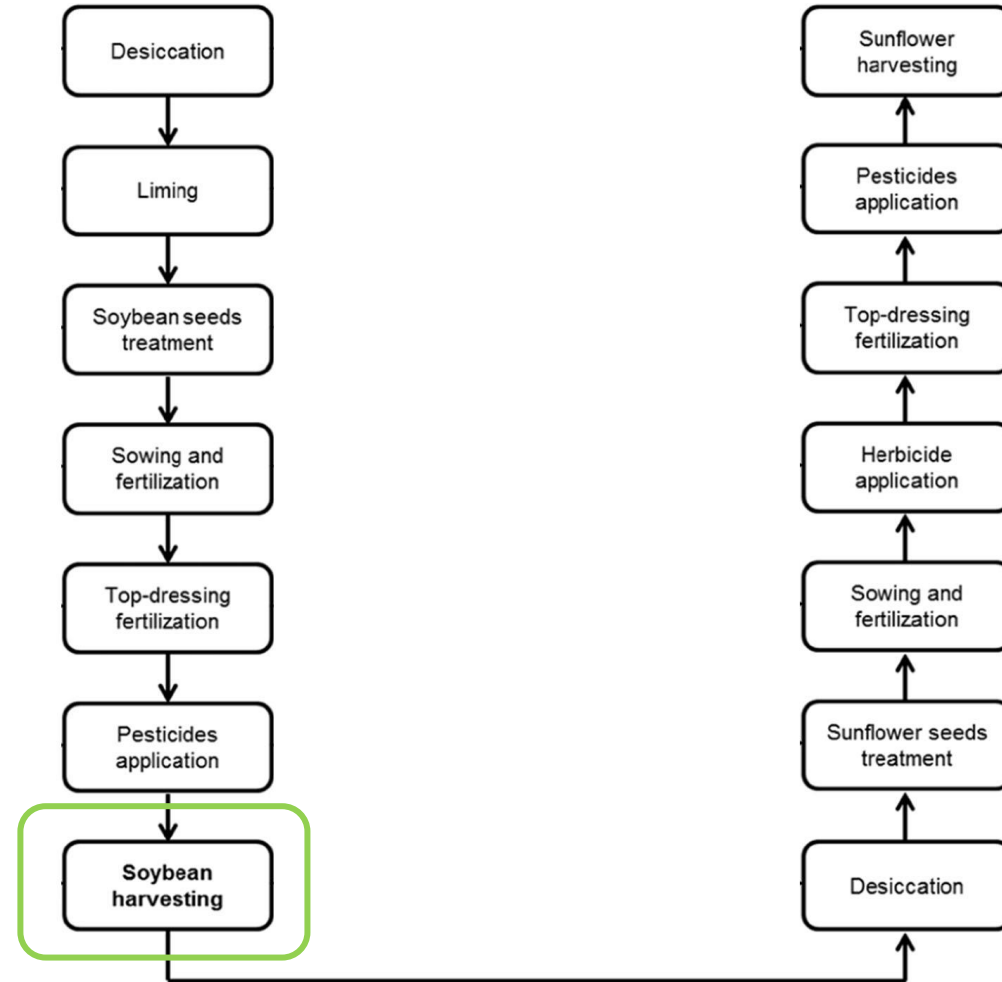 Desiccation
Liming
Soybean seeds
treatment
Sowing and
fertilization
Top-dressing
fertilization
Pesticides
application
Soybean
harvesting
Desiccation
Sunflower seeds
treatment
Sowing and
fertilization
Herbicide
application
Top-dressing
fertilization
Pesticides
application
Sunflower
harvesting